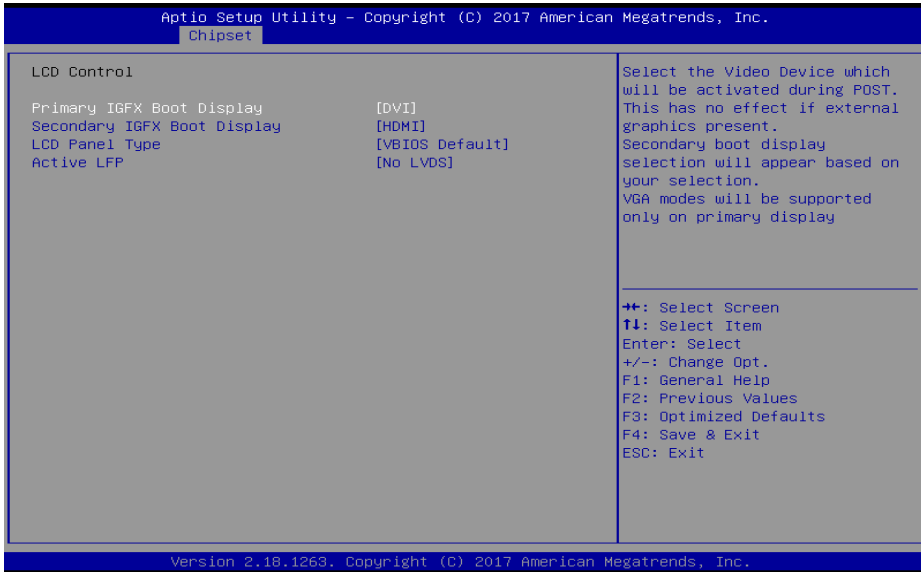 Aptio Setup Utility – Copyright (C) 2017 American Megatrends, Inc.
Chipset
LCD Control
Primary IGFX Boot Display [DVI]
Secondary IGFX Boot Display [HDMI]
LCD Panel Type [VBIOS Default]
Active LFP [No LVDS]
Select the Video Device which
will be activated during POST.
This has no effect if external
graphics present.
Secondary boot display
selection will appear based on
your selection.
VGA modes will be supported
only on primary display
→←: Select Screen
↑↓: Select Item
Enter: Select
+/-: Change Opt.
F1: General Help
F2: Previous Values
F3: Optimized Defaults
F4: Save & Exit
ESC: Exit
Version 2.18.1263. Copyright (C) 2017 American Megatrends, Inc.